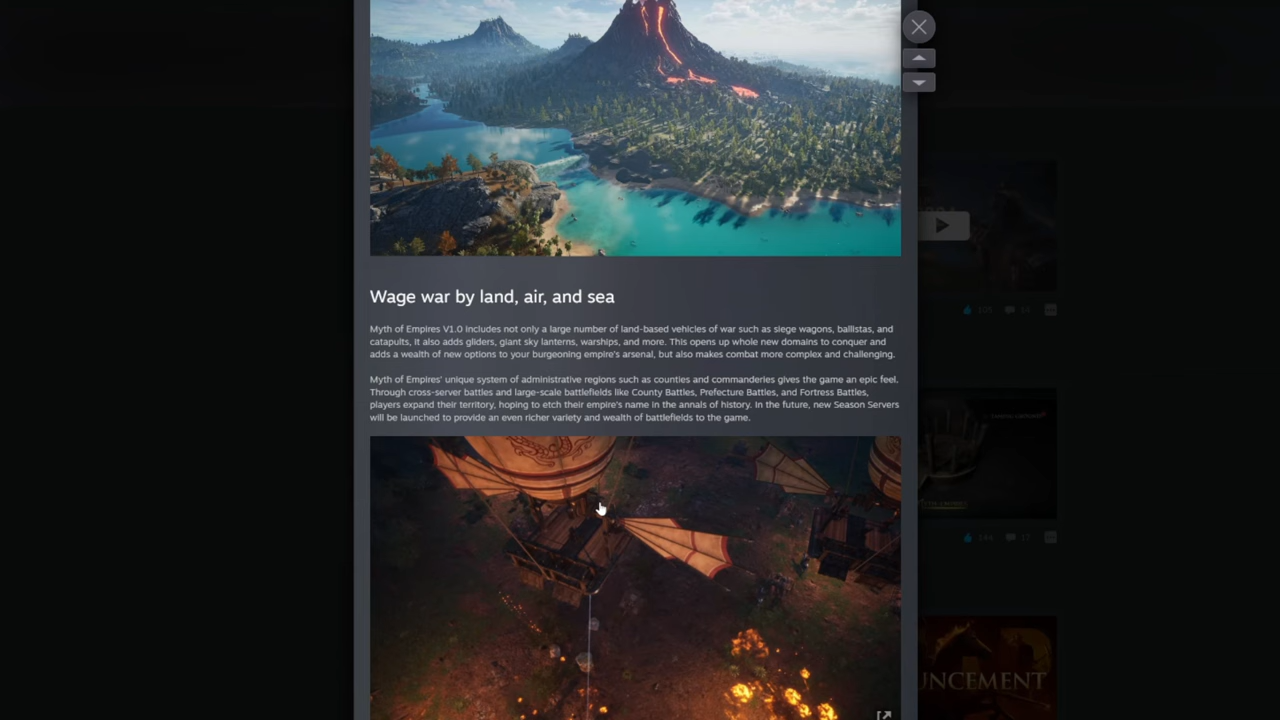 Wage war by land, air, and sea
Myth of Empires V1.0 includes not only a large number of land-based vehicles of war such as siege wagons, ballistas, and
catapults, it also adds gliders, giant sky lanterns, warships, and more. This opens up whole new domains to conquer and
adds a wealth of new options to your burgeoning empire's arsenal, but also makes combat more complex and challenging.
Myth of Empires' unique system of administrative regions such as counties and commanderies gives the game an epic feel.
Through cross-server battles and large-scale battlefields like County Battles, Prefecture Battles, and Fortress Battles,
players expand their territory, hoping to etch their empire's name in the annals of history. In the future, new Season Servers
will be launched to provide an even richer variety and wealth of battlefields to the game.
105
144
17
UNCEMENT